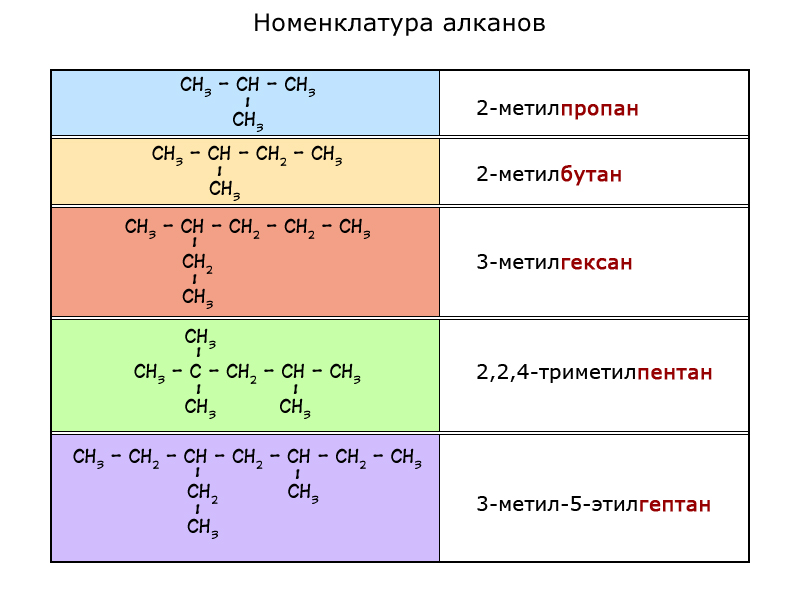 Номенклатура алканов
CH₃ – CH – CH₃
CH₃
2-метилпропан
CH₃ – CH – CH₂ – CH₃
CH₃
2-метилбутан
CH₃ – CH – CH₂ – CH₂ – CH₃
CH₂
CH₃
3-метилгексан
CH₃
CH₃ – C – CH₂ – CH – CH₃
CH₃ CH₃
2,2,4-триметилпентан
CH₃ – CH₂ – CH – CH₂ – CH – CH₂ – CH₃
CH₂ CH₃
CH₃
3-метил-5-этилгептан